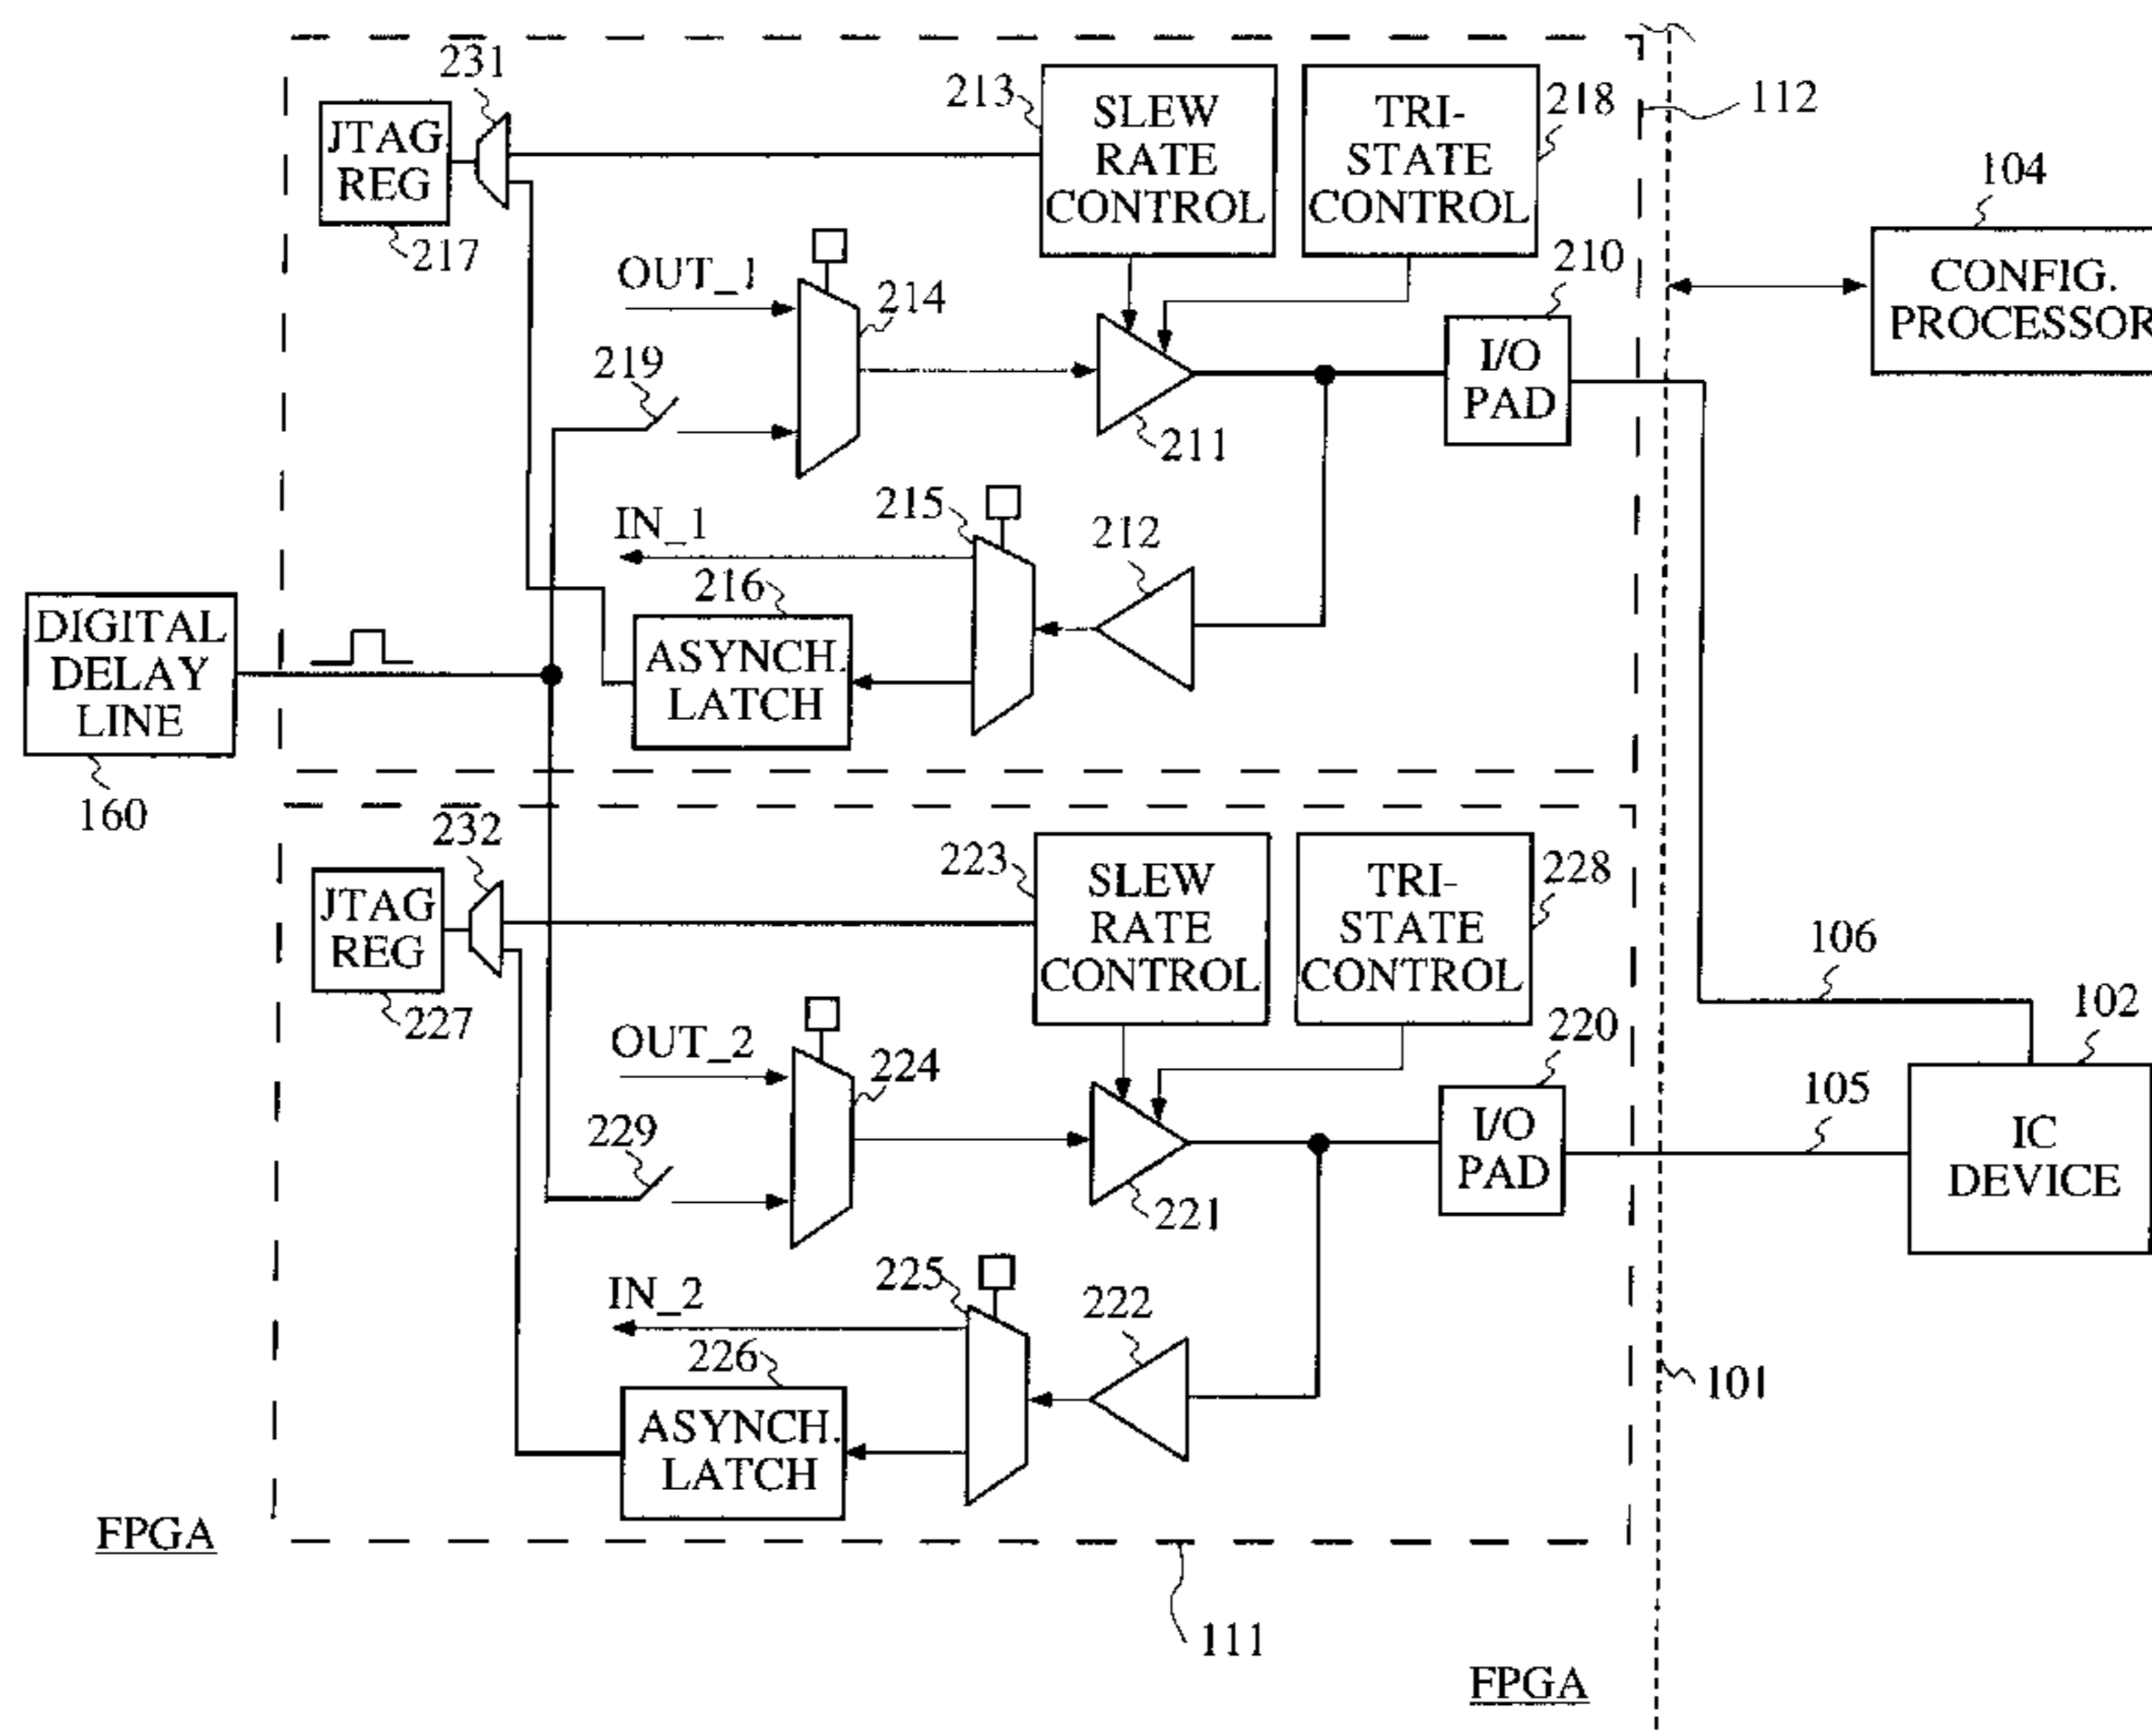 231
JTAG
REG
217
213
SLEW
RATE
CONTROL
TRI-
STATE
CONTROL
218
112
104
CONFIG.
PROCESSOR
OUT_1
214
219
211
210
I/O
PAD
IN_1
215
212
216
ASYNCH.
LATCH
DIGITAL
DELAY
LINE
160
232
JTAG
REG
227
223
SLEW
RATE
CONTROL
TRI-
STATE
CONTROL
228
OUT_2
224
229
221
220
I/O
PAD
106
102
105
IC
DEVICE
IN_2
225
222
226
ASYNCH.
LATCH
101
FPGA
111
FPGA